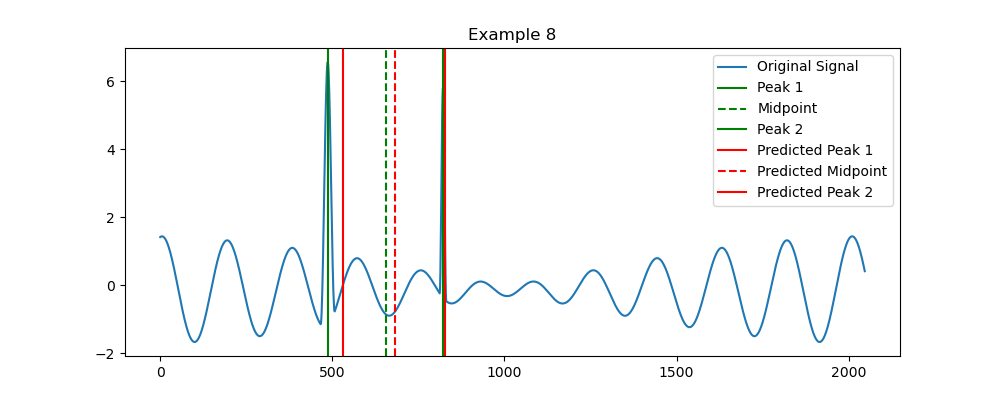 Example 8
Original Signal
Peak 1
Midpoint
Peak 2
Predicted Peak 1
Predicted Midpoint
Predicted Peak 2
6
4
2
0
−2
0 500 1000 1500 2000